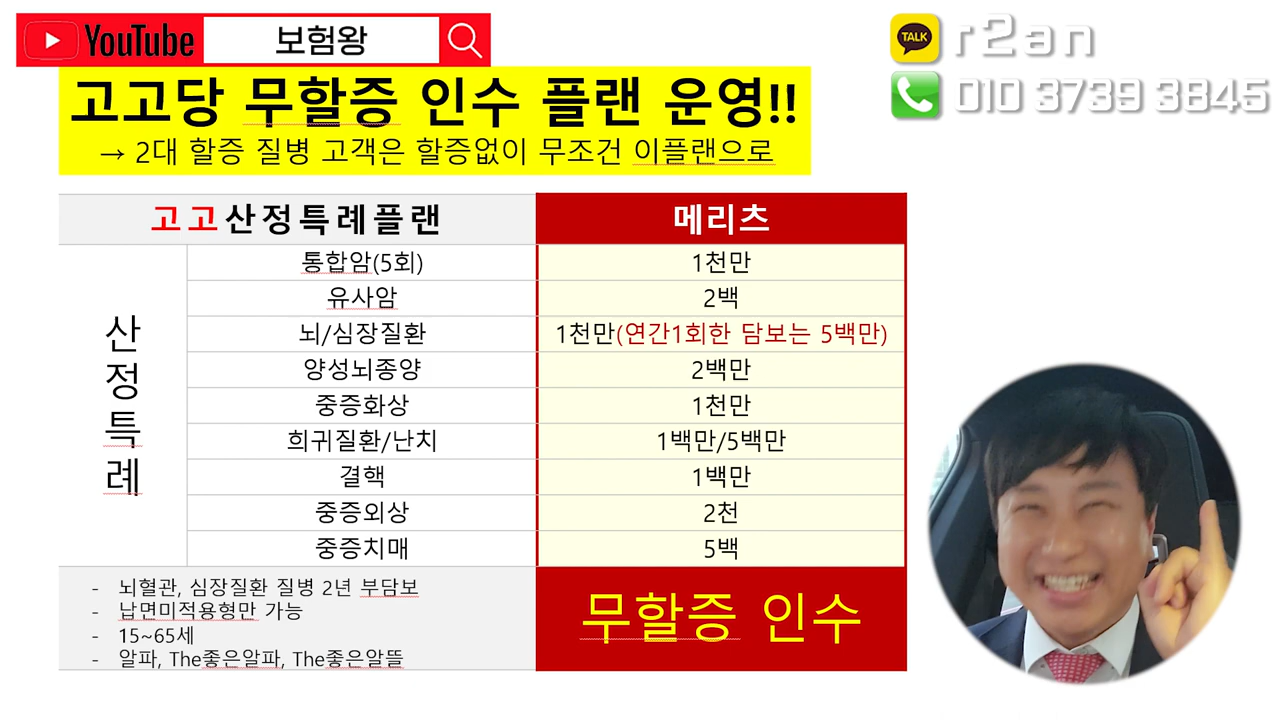 YouTube 보험왕
TALK r2an
010 3739 3845
고고당 무할증 인수 플랜 운영!!
→ 2대 할증 질병 고객은 할증없이 무조건 이플랜으로
고고산정특례플랜 메리츠
산정특례
통합암(5회) 1천만
유사암 2백
뇌/심장질환 1천만(연간1회한 담보는 5백만)
양성뇌종양 2백만
중증화상 1천만
희귀질환/난치 1백만/5백만
결핵 1백만
중증외상 2천
중증치매 5백
- 뇌혈관, 심장질환 질병 2년 부담보
- 납면미적용형만 가능
- 15~65세
- 알파, The좋은알파, The좋은알뜰
무할증 인수